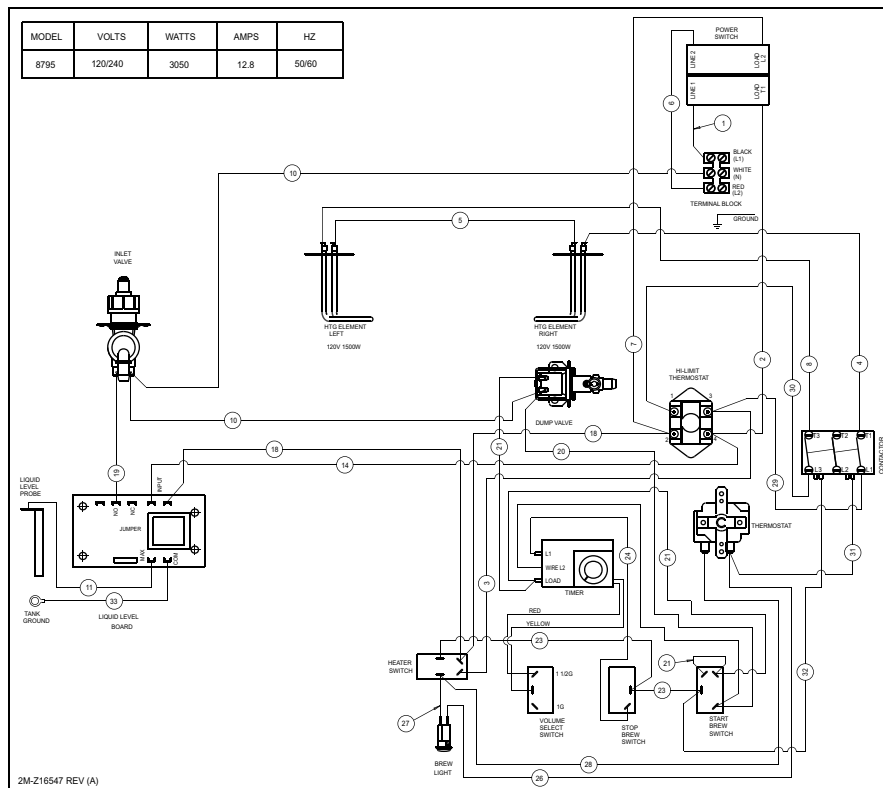 MODEL VOLTS WATTS AMPS HZ
8795 120/240 3050 12.8 50/60
POWER
SWITCH
LINE 2
LOAD
L2
LINE 1
LOAD
T1
6
1
BLACK
(L1)
WHITE
(N)
RED
(L2)
TERMINAL BLOCK
GROUND
10
5
INLET
VALVE
HTG ELEMENT
LEFT
120V 1500W
HTG ELEMENT
RIGHT
120V 1500W
7
2
8
4
30
HI-LIMIT
THERMOSTAT
1
3
2
4
DUMP VALVE
10
21
20
18
18
14
19
29
T3
T2
T1
L3
L2
L1
CONTACTOR
LIQUID
LEVEL
PROBE
NO
NC
INPUT
JUMPER
MAX
COM
11
33
TANK
GROUND
LIQUID LEVEL
BOARD
THERMOSTAT
31
L1
WIRE L2
LOAD
TIMER
24
21
3
RED
YELLOW
23
HEATER
SWITCH
27
1 1/2G
1G
VOLUME
SELECT
SWITCH
STOP
BREW
SWITCH
23
21
START
BREW
SWITCH
32
BREW
LIGHT
28
26
2M-Z16547 REV (A)